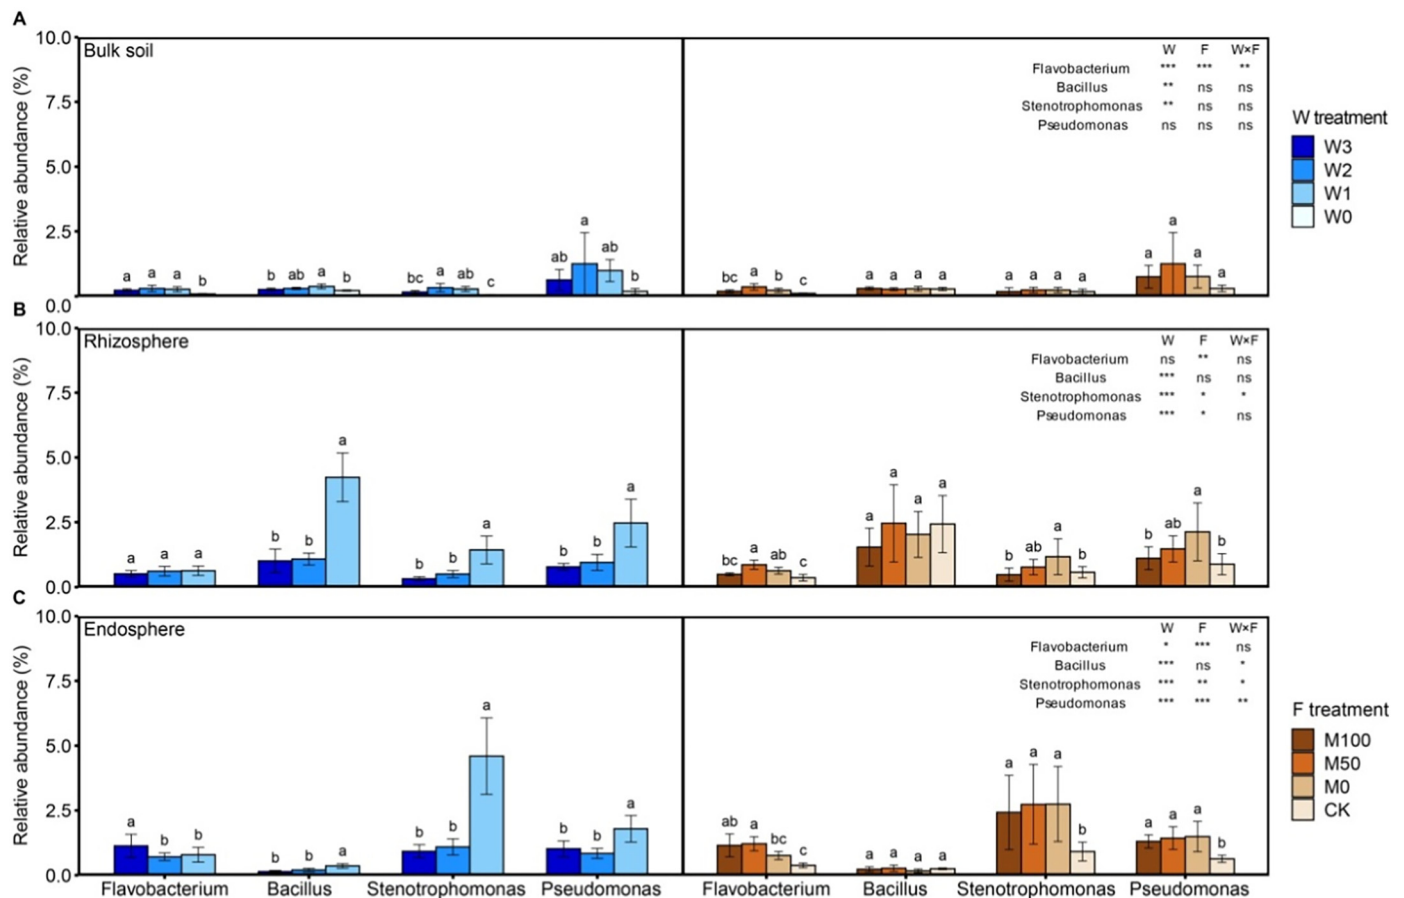 A
10.0
Bulk soil
W F W×F
Flavobacterium *** *** **
Bacillus ** ns ns
Stenotrophomonas ** ns ns
Pseudomonas ns ns ns
7.5
5.0
2.5
0.0
Relative abundance (%)
a a a b b ab a b bc a ab c ab a ab b
bc a b c a a a a a a a a a a a a
W treatment
W3
W2
W1
W0
B
10.0
Rhizosphere
W F W×F
Flavobacterium ns ** ns
Bacillus *** ns ns
Stenotrophomonas *** * *
Pseudomonas *** * ns
7.5
5.0
2.5
0.0
Relative abundance (%)
a a a b b a b b a b b a
bc a ab c a a a a b ab a b b ab a b
C
10.0
Endosphere
W F W×F
Flavobacterium * *** ns
Bacillus *** ns *
Stenotrophomonas *** ** *
Pseudomonas *** *** **
7.5
5.0
2.5
0.0
Relative abundance (%)
a b b b b a b b a b b a
ab a bc c a a a a a a a b a a a b
Flavobacterium Bacillus Stenotrophomonas Pseudomonas Flavobacterium Bacillus Stenotrophomonas Pseudomonas
F treatment
M100
M50
M0
CK